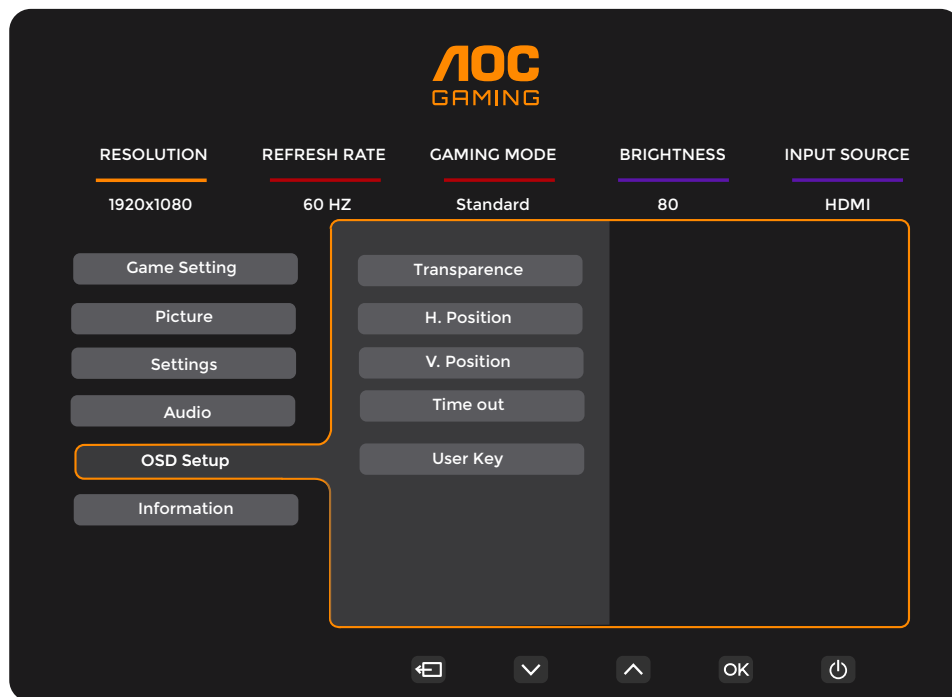 AOC
GAMING
RESOLUTION REFRESH RATE GAMING MODE BRIGHTNESS INPUT SOURCE
1920x1080 60 HZ Standard 80 HDMI
Game Setting Transparence
Picture H. Position
Settings V. Position
Audio Time out
OSD Setup User Key
Information
OK